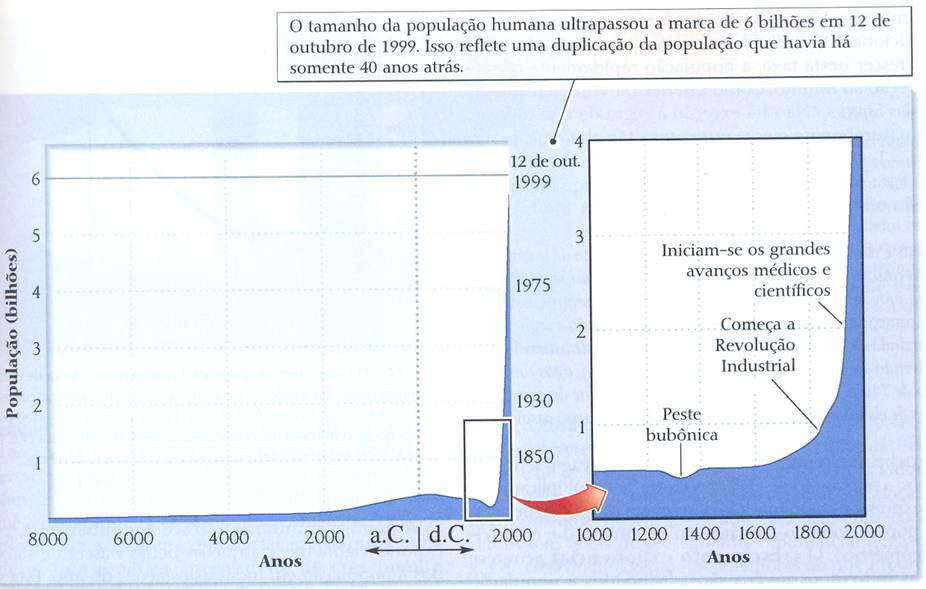 O tamanho da população humana ultrapassou a marca de 6 bilhões em 12 de
outubro de 1999. Isso reflete uma duplicação da população que havia há
somente 40 anos atrás.
População (bilhões)
6
5
4
3
2
1
8000 6000 4000 2000 a.C. d.C. 2000
Anos
12 de out.
1999
1975
1930
1850
4
3
2
1
Iniciam-se os grandes
avanços médicos e
científicos
Começa a
Revolução
Industrial
Peste
bubônica
1000 1200 1400 1600 1800 2000
Anos